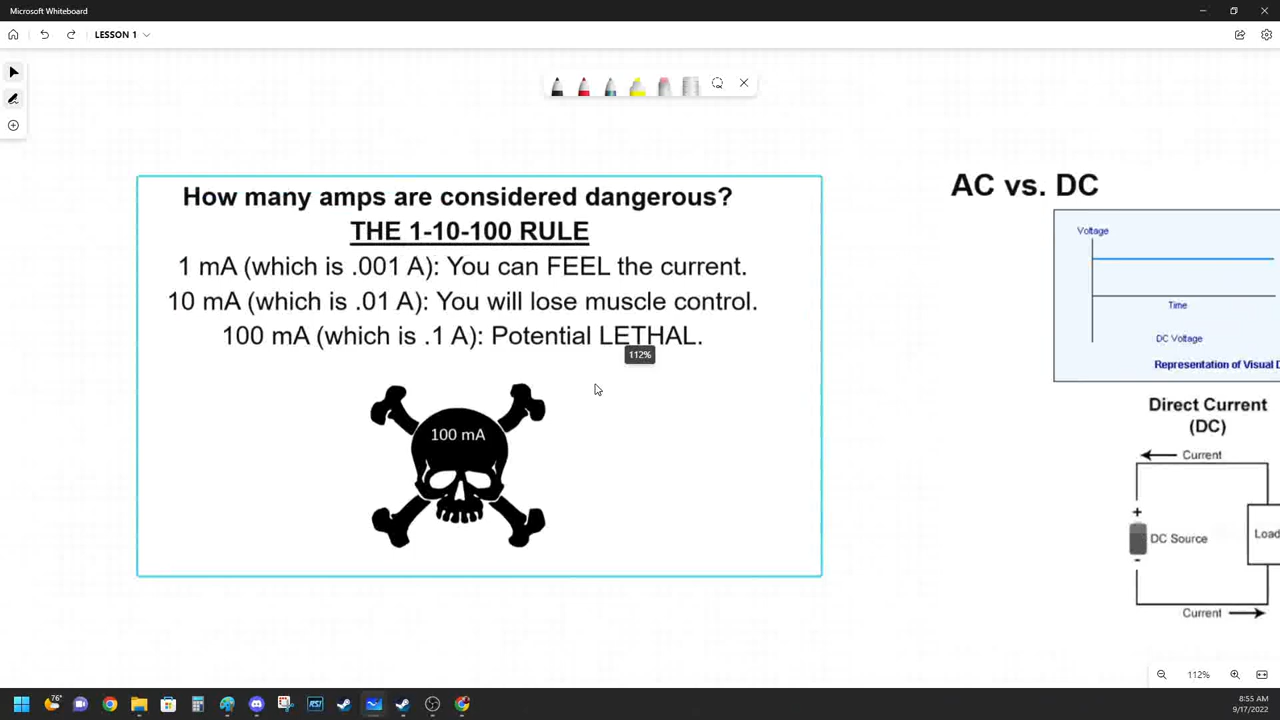 Microsoft Whiteboard
LESSON 1
How many amps are considered dangerous?
THE 1-10-100 RULE
1 mA (which is .001 A): You can FEEL the current.
10 mA (which is .01 A): You will lose muscle control.
100 mA (which is .1 A): Potential LETHAL.
112%
100 mA
AC vs. DC
Voltage
Time
DC Voltage
Representation of Visual D
Direct Current
(DC)
Current
+
DC Source
Load
-
Current
112%
76°
RSI
8:55 AM
9/17/2022